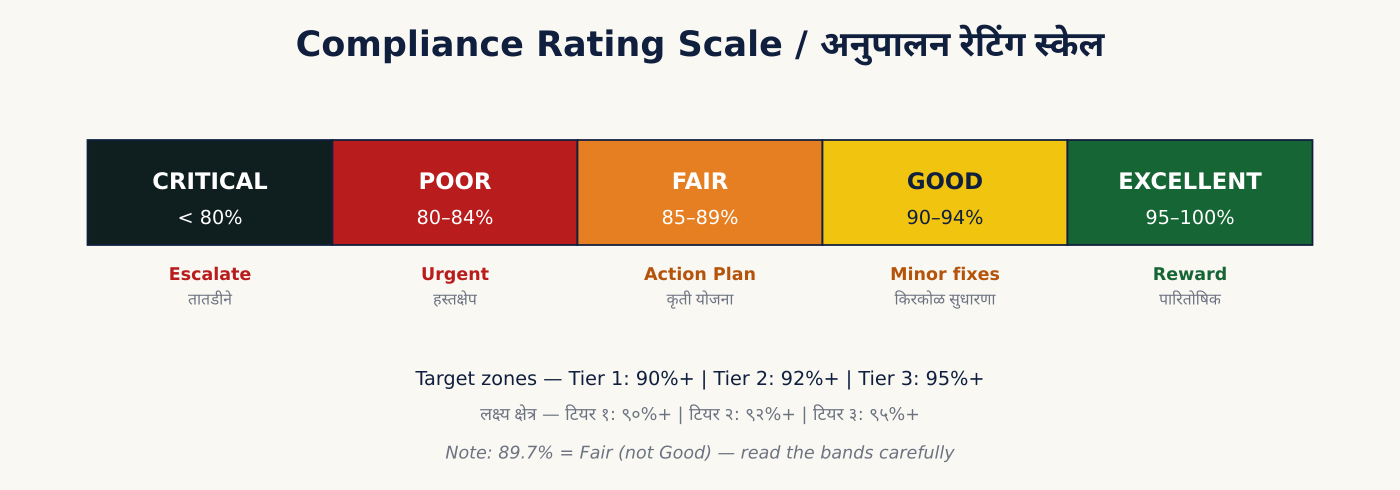 Compliance Rating Scale / अनुपालन रेटिंग स्केल
CRITICAL
< 80%
POOR
80–84%
FAIR
85–89%
GOOD
90–94%
EXCELLENT
95–100%
Escalate
तातडीने
Urgent
हस्तक्षेप
Action Plan
कृती योजना
Minor fixes
किरकोळ सुधारणा
Reward
पारितोषिक
Target zones — Tier 1: 90%+ | Tier 2: 92%+ | Tier 3: 95%+
लक्ष्य क्षेत्र — टियर १: ९०%+ | टियर २: ९२%+ | टियर ३: ९५%+
Note: 89.7% = Fair (not Good) — read the bands carefully